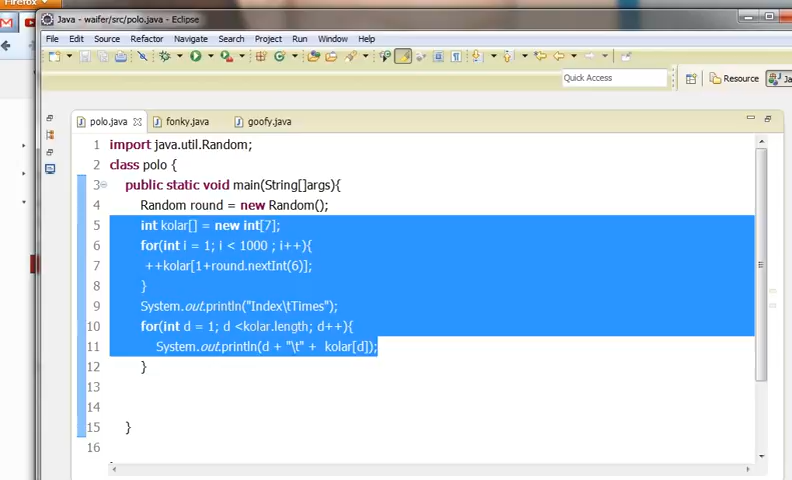 Firefox
Java - waifer/src/polo.java - Eclipse
File Edit Source Refactor Navigate Search Project Run Window Help
Quick Access
Resource
Ja
polo.java fonky.java goofy.java
1 import java.util.Random;
2 class polo {
3 public static void main(String[]args){
4 Random round = new Random();
5 int kolar[] = new int[7];
6 for(int i = 1; i < 1000 ; i++){
7 ++kolar[1+round.nextInt(6)];
8 }
9 System.out.println("Index\tTimes");
10 for(int d = 1; d <kolar.length; d++){
11 System.out.println(d + "\t" + kolar[d]);
12 }
13
14
15 }
16